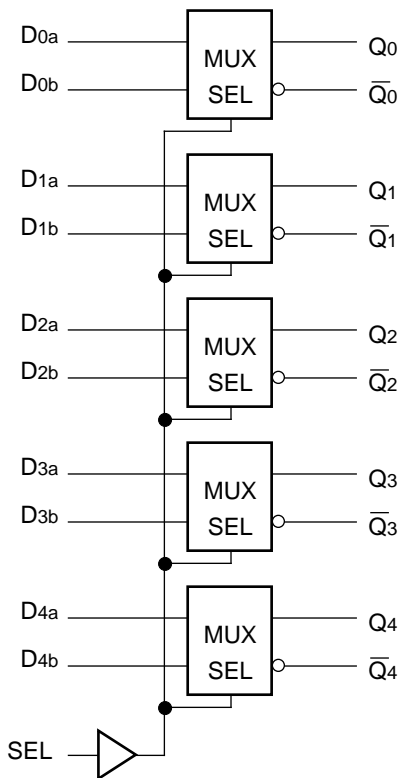 D0a MUX Q0
D0b SEL Q̅0
D1a MUX Q1
D1b SEL Q̅1
D2a MUX Q2
D2b SEL Q̅2
D3a MUX Q3
D3b SEL Q̅3
D4a MUX Q4
D4b SEL Q̅4
SEL